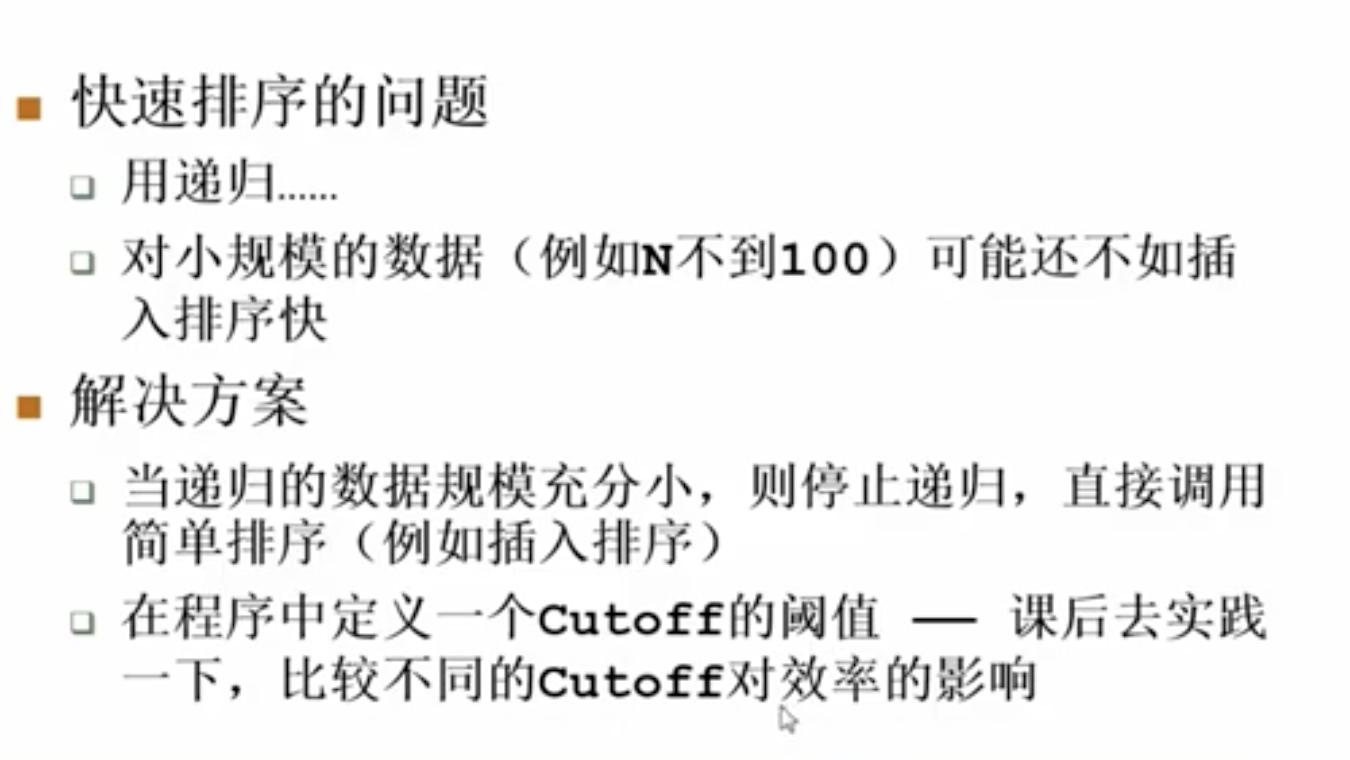 快速排序的问题
用递归……
对小规模的数据（例如N不到100）可能还不如插
入排序快
解决方案
当递归的数据规模充分小，则停止递归，直接调用
简单排序（例如插入排序）
在程序中定义一个Cutoff的阈值 —— 课后去实践
一下，比较不同的Cutoff对效率的影响